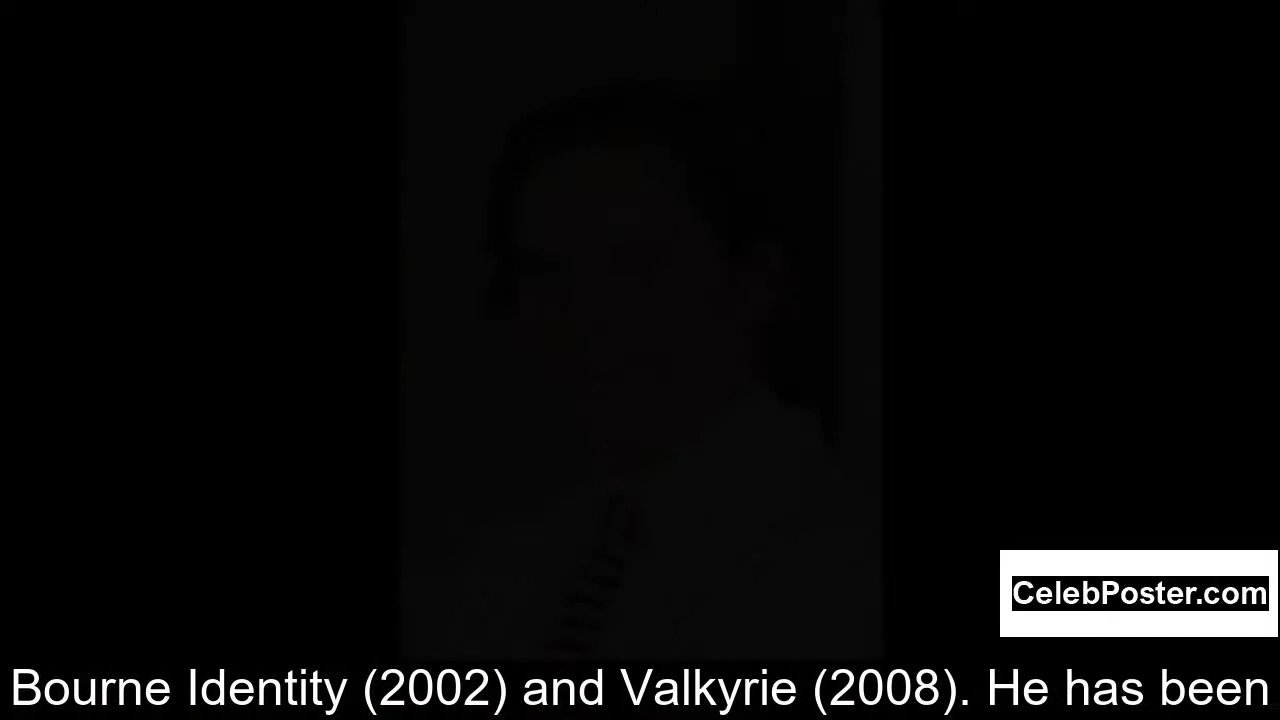 CelebPoster.com
Bourne Identity (2002) and Valkyrie (2008). He has been